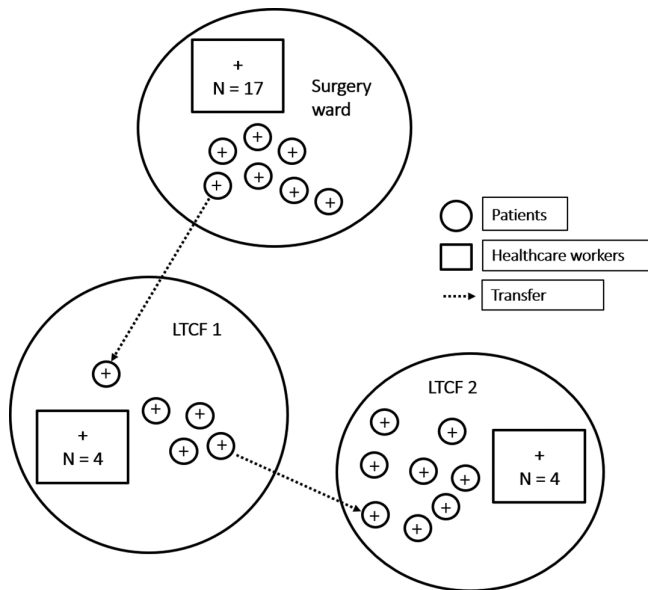 +
N = 17
Surgery
ward
+
+ +
+ + + +
Patients
Healthcare workers
Transfer
LTCF 1
+
+ +
+ +
+
N = 4
LTCF 2
+ +
+ + +
+
+ +
+
N = 4